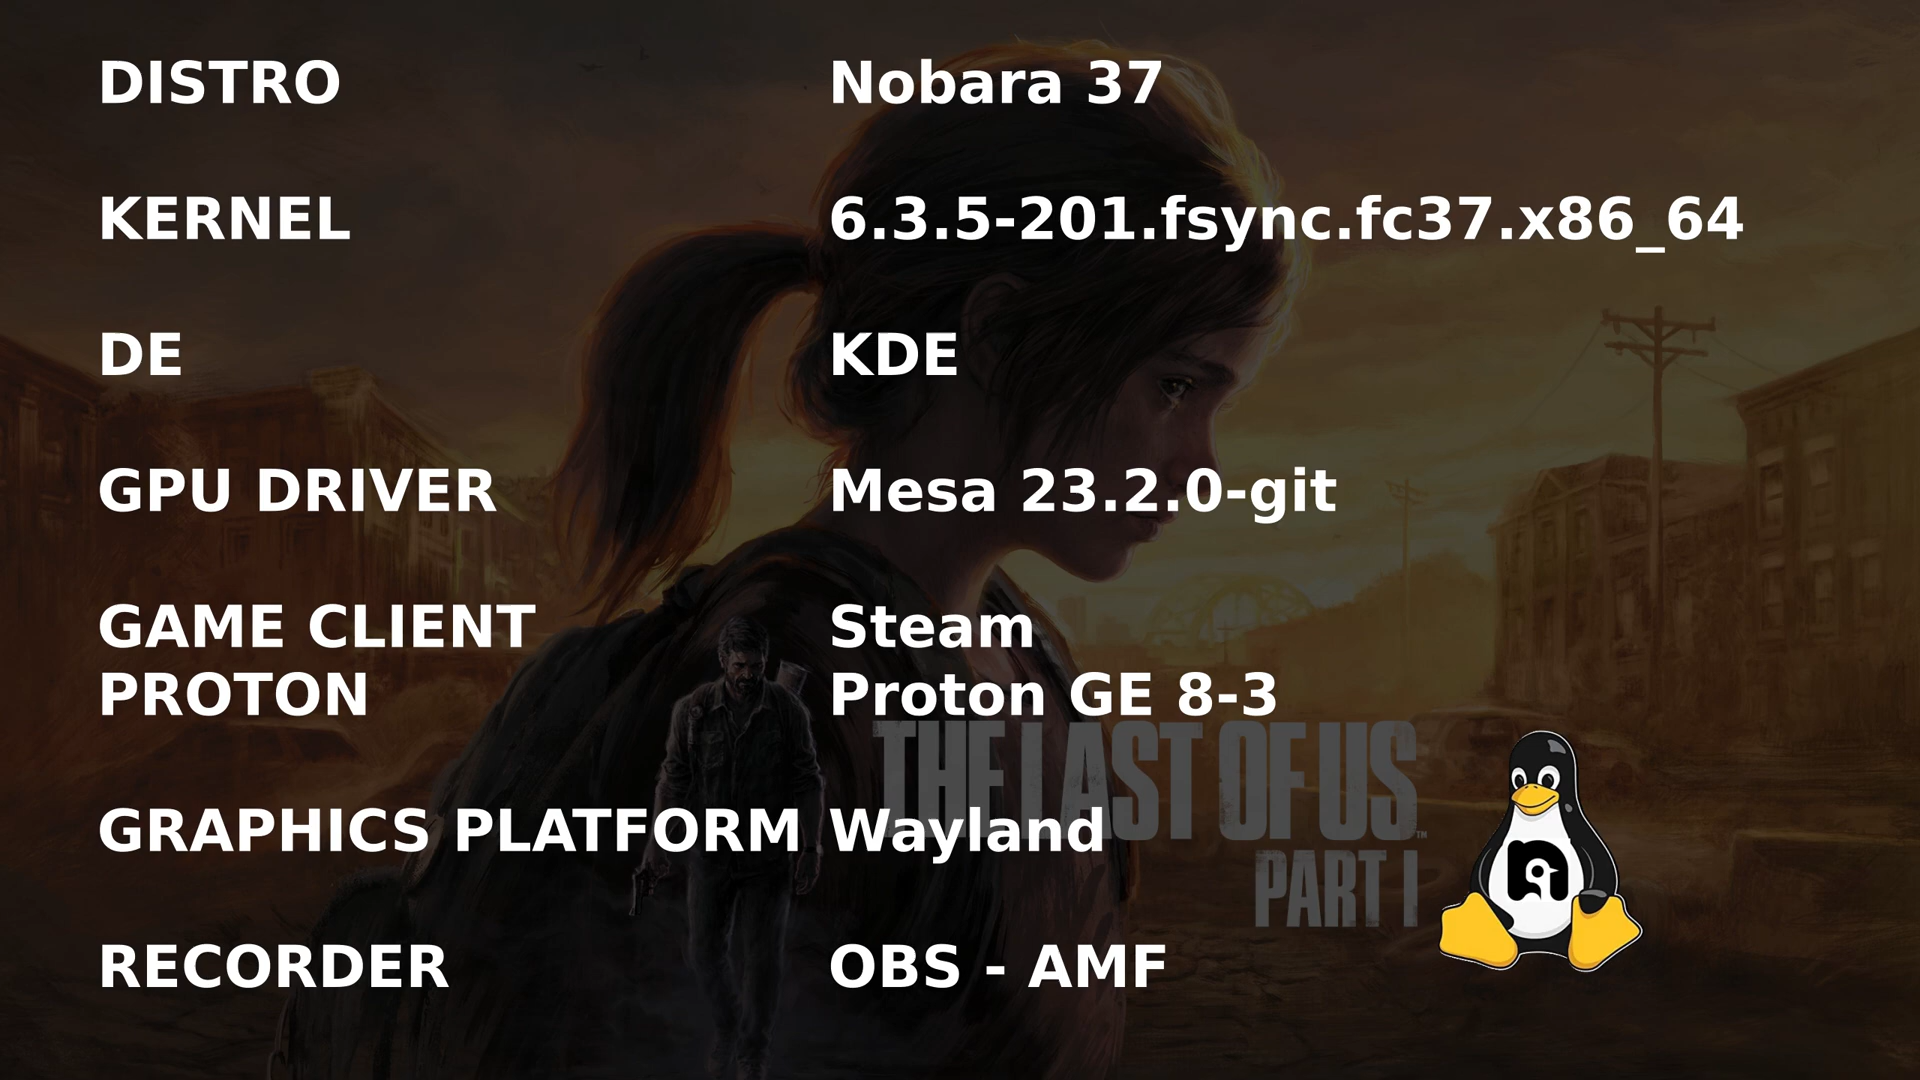 DISTRO Nobara 37
KERNEL 6.3.5-201.fsync.fc37.x86_64
DE KDE
GPU DRIVER Mesa 23.2.0-git
GAME CLIENT Steam
PROTON Proton GE 8-3
THE LAST OF US™
GRAPHICS PLATFORM Wayland
PART I
RECORDER OBS - AMF